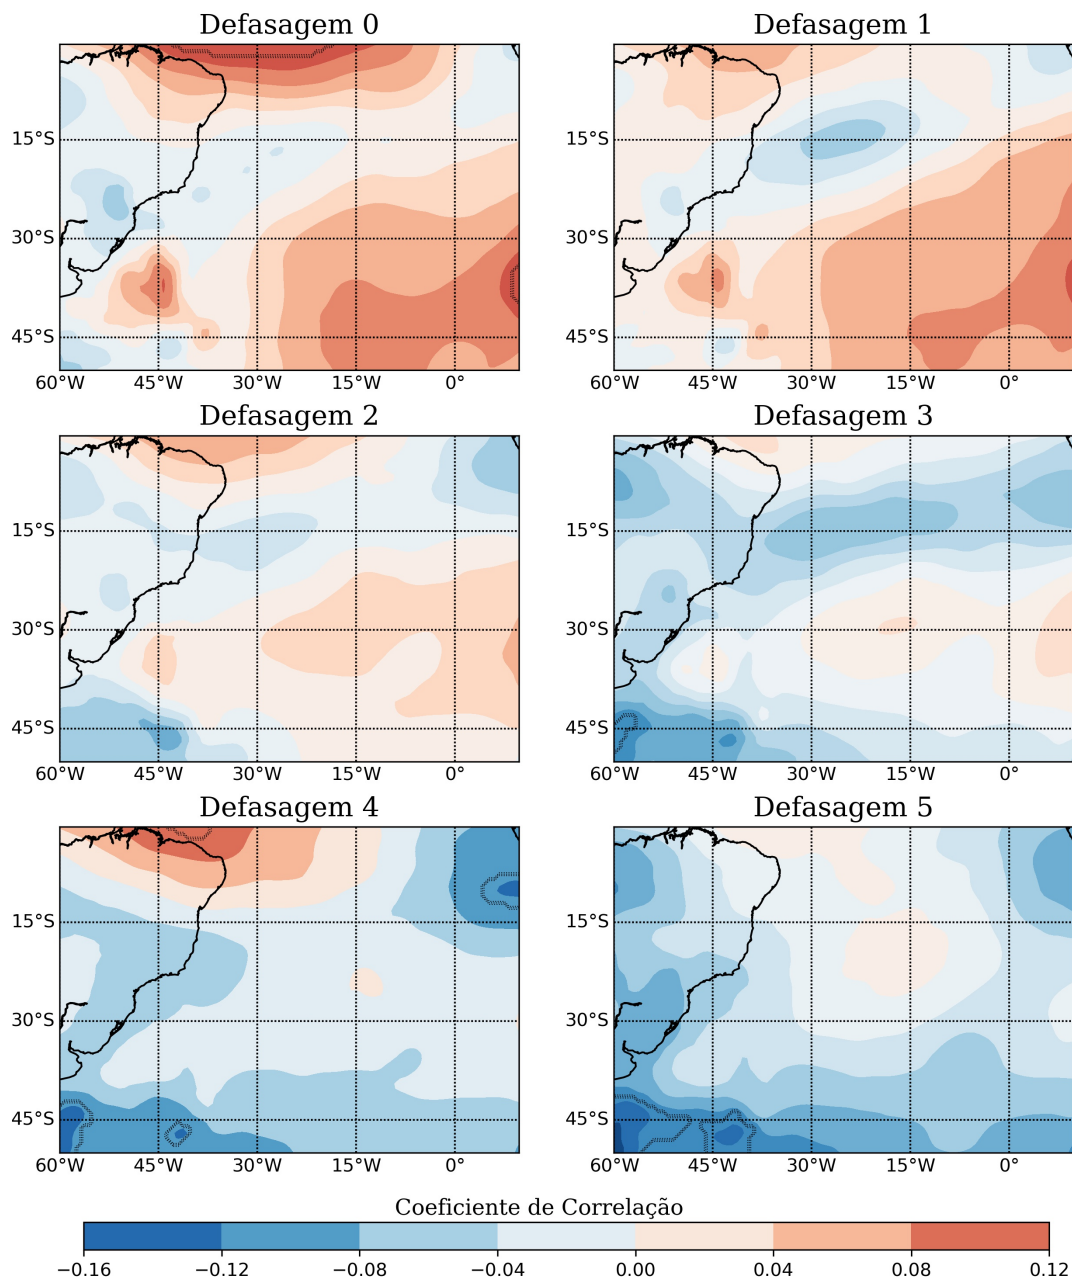 Defasagem 0
Defasagem 1
15°S
30°S
45°S
60°W 45°W 30°W 15°W 0°
15°S
30°S
45°S
60°W 45°W 30°W 15°W 0°
Defasagem 2
Defasagem 3
15°S
30°S
45°S
60°W 45°W 30°W 15°W 0°
15°S
30°S
45°S
60°W 45°W 30°W 15°W 0°
Defasagem 4
Defasagem 5
15°S
30°S
45°S
60°W 45°W 30°W 15°W 0°
15°S
30°S
45°S
60°W 45°W 30°W 15°W 0°
Coeficiente de Correlação
−0.16 −0.12 −0.08 −0.04 0.00 0.04 0.08 0.12